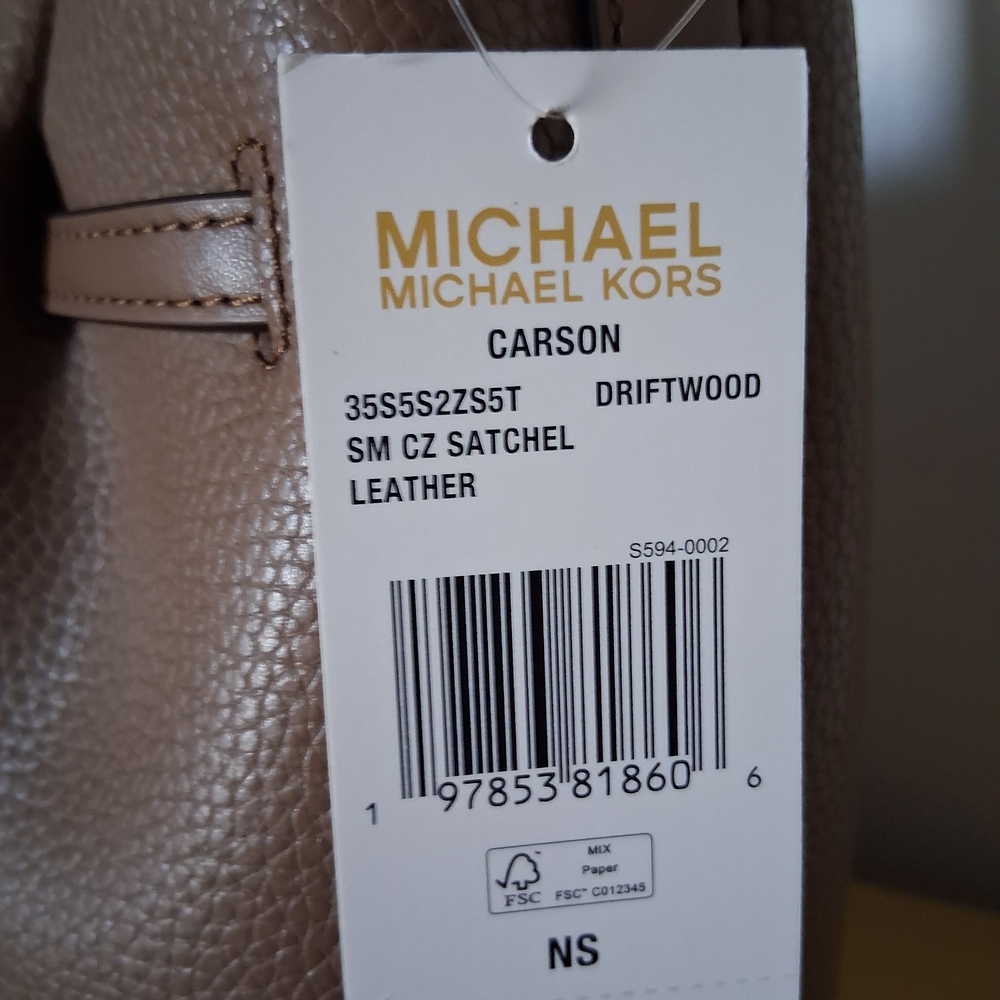 MICHAEL
MICHAEL KORS
CARSON
35S5S2ZS5T DRIFTWOOD
SM CZ SATCHEL
LEATHER
S594-0002
1 97853 81860 6
FSC
MIX
Paper
FSC™ C012345
NS